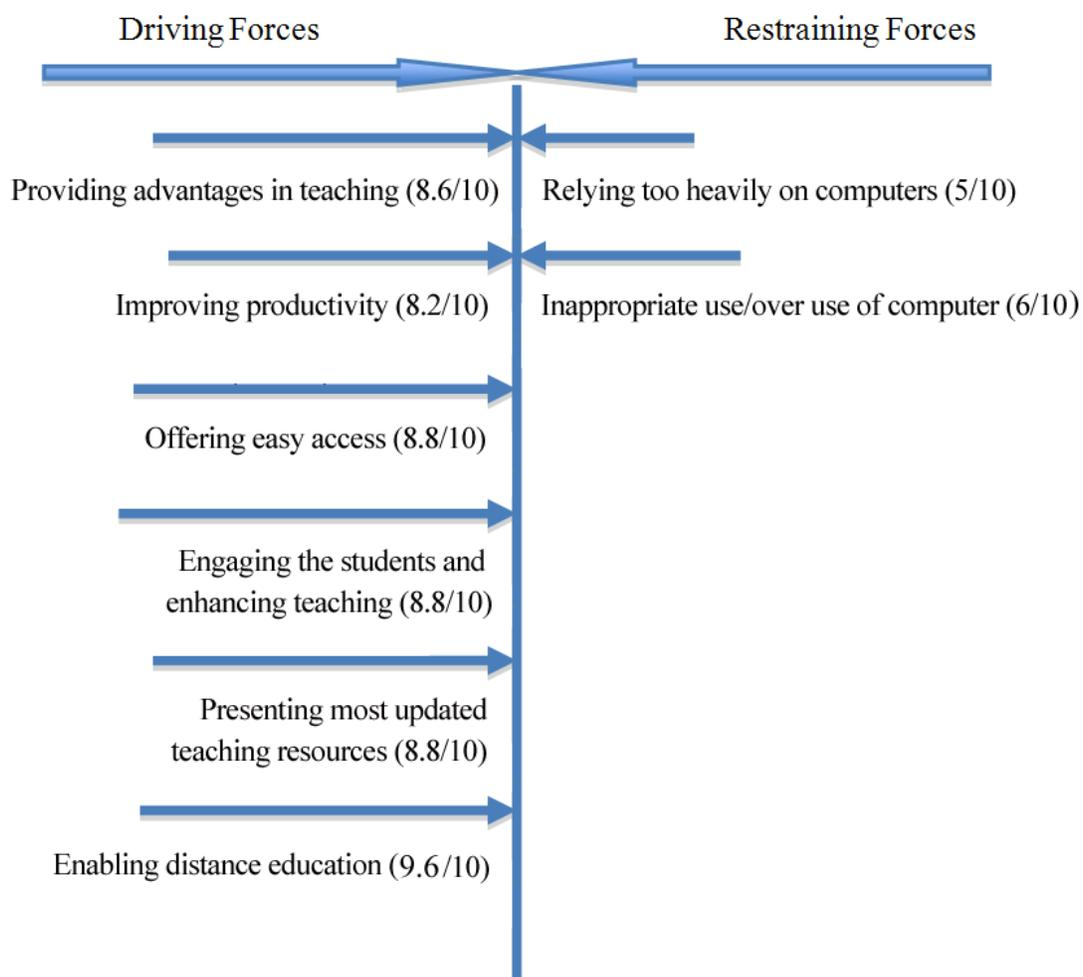 Driving Forces
Restraining Forces
Providing advantages in teaching (8.6/10)
Relying too heavily on computers (5/10)
Improving productivity (8.2/10)
Inappropriate use/over use of computer (6/10)
Offering easy access (8.8/10)
Engaging the students and
enhancing teaching (8.8/10)
Presenting most updated
teaching resources (8.8/10)
Enabling distance education (9.6/10)